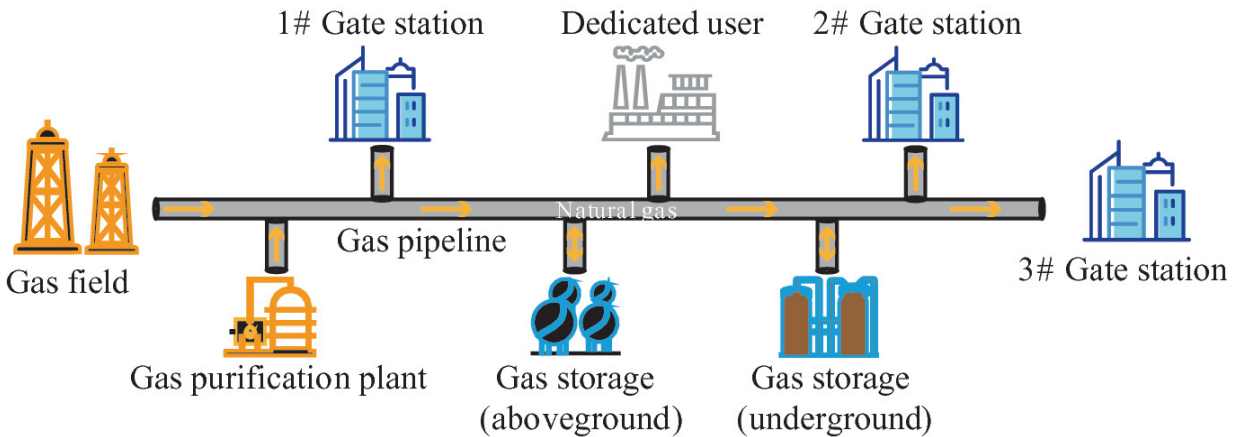 1# Gate station
Dedicated user
2# Gate station
Natural gas
Gas pipeline
Gas field
3# Gate station
Gas purification plant
Gas storage
(aboveground)
Gas storage
(underground)